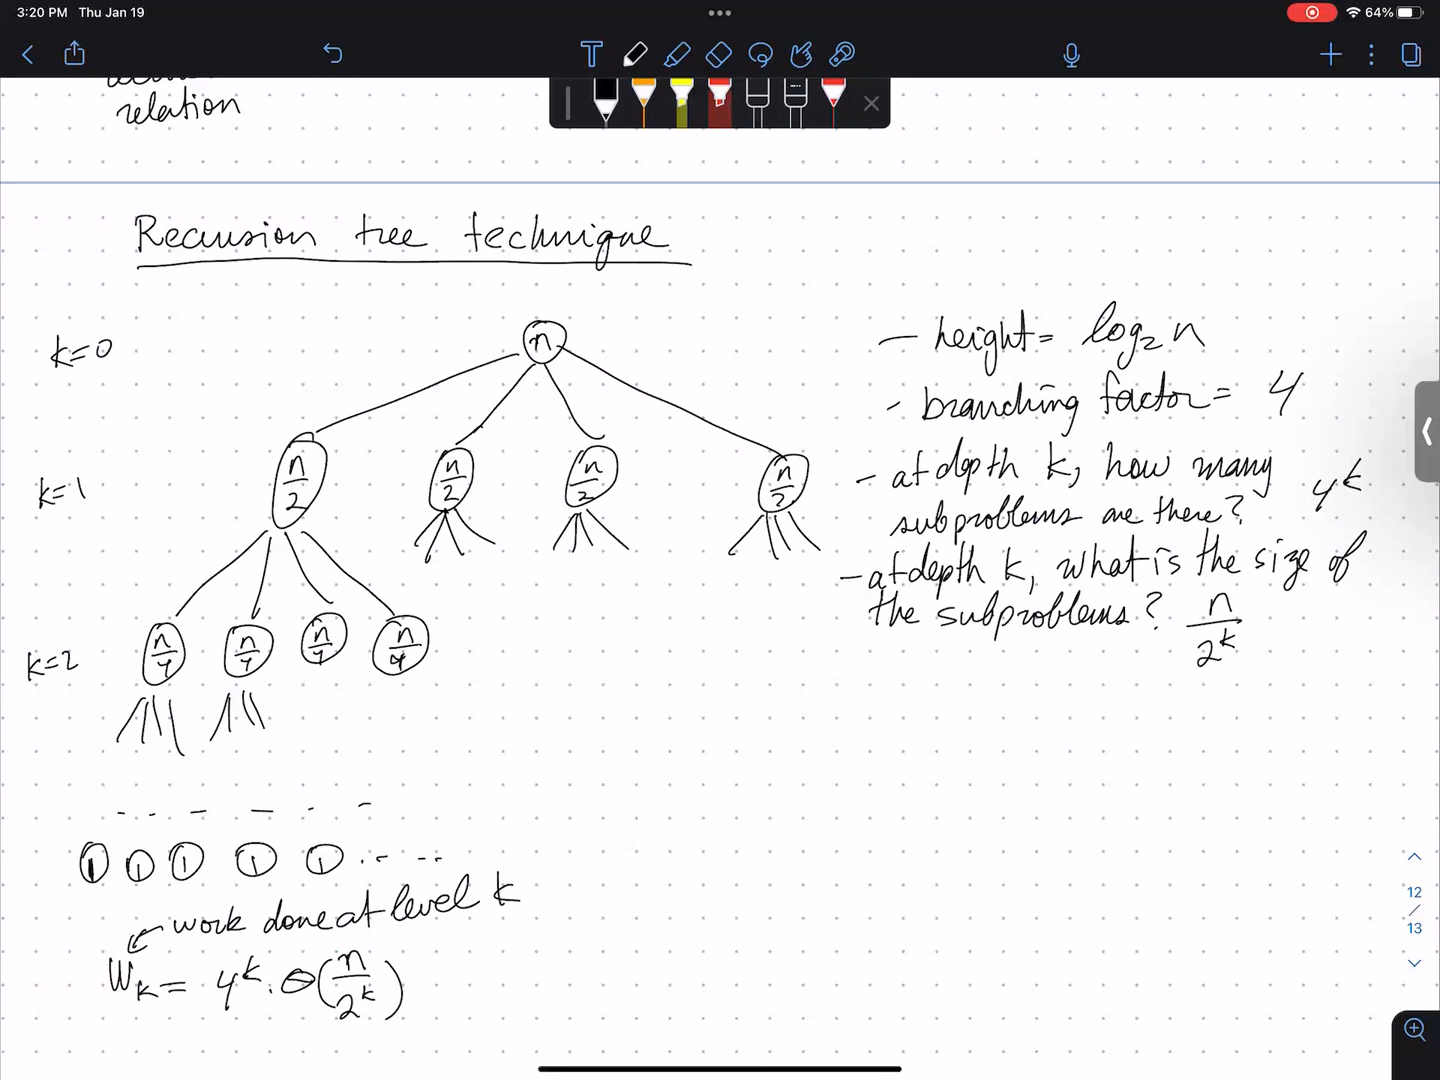 3:20 PM Thu Jan 19
64%
relation
Recursion tree technique
k=0
n
k=1
n/2 n/2 n/2 n/2
k=2
n/4 n/4 n/4 n/4
1 1 1 1 1 .. - --
work done at level k
W_k = 4^k · Θ(n/2^k)
- height = log₂ n
- branching factor = 4
- at depth k, how many
subproblems are there? 4^k
- at depth k, what is the size of
the subproblems? n/2^k
12
/
13